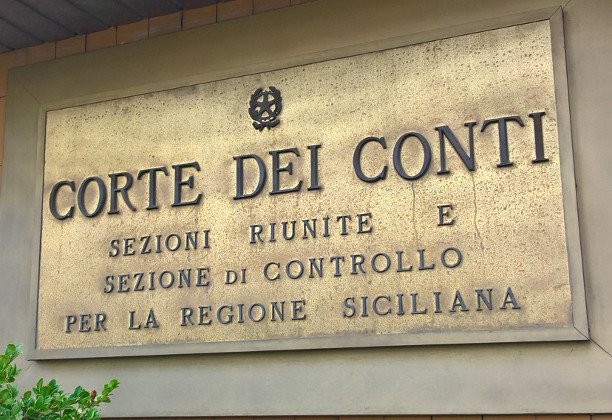 CORTE DEI CONTI
SEZIONI RIUNITE E
SEZIONE DI CONTROLLO
PER LA REGIONE SICILIANA